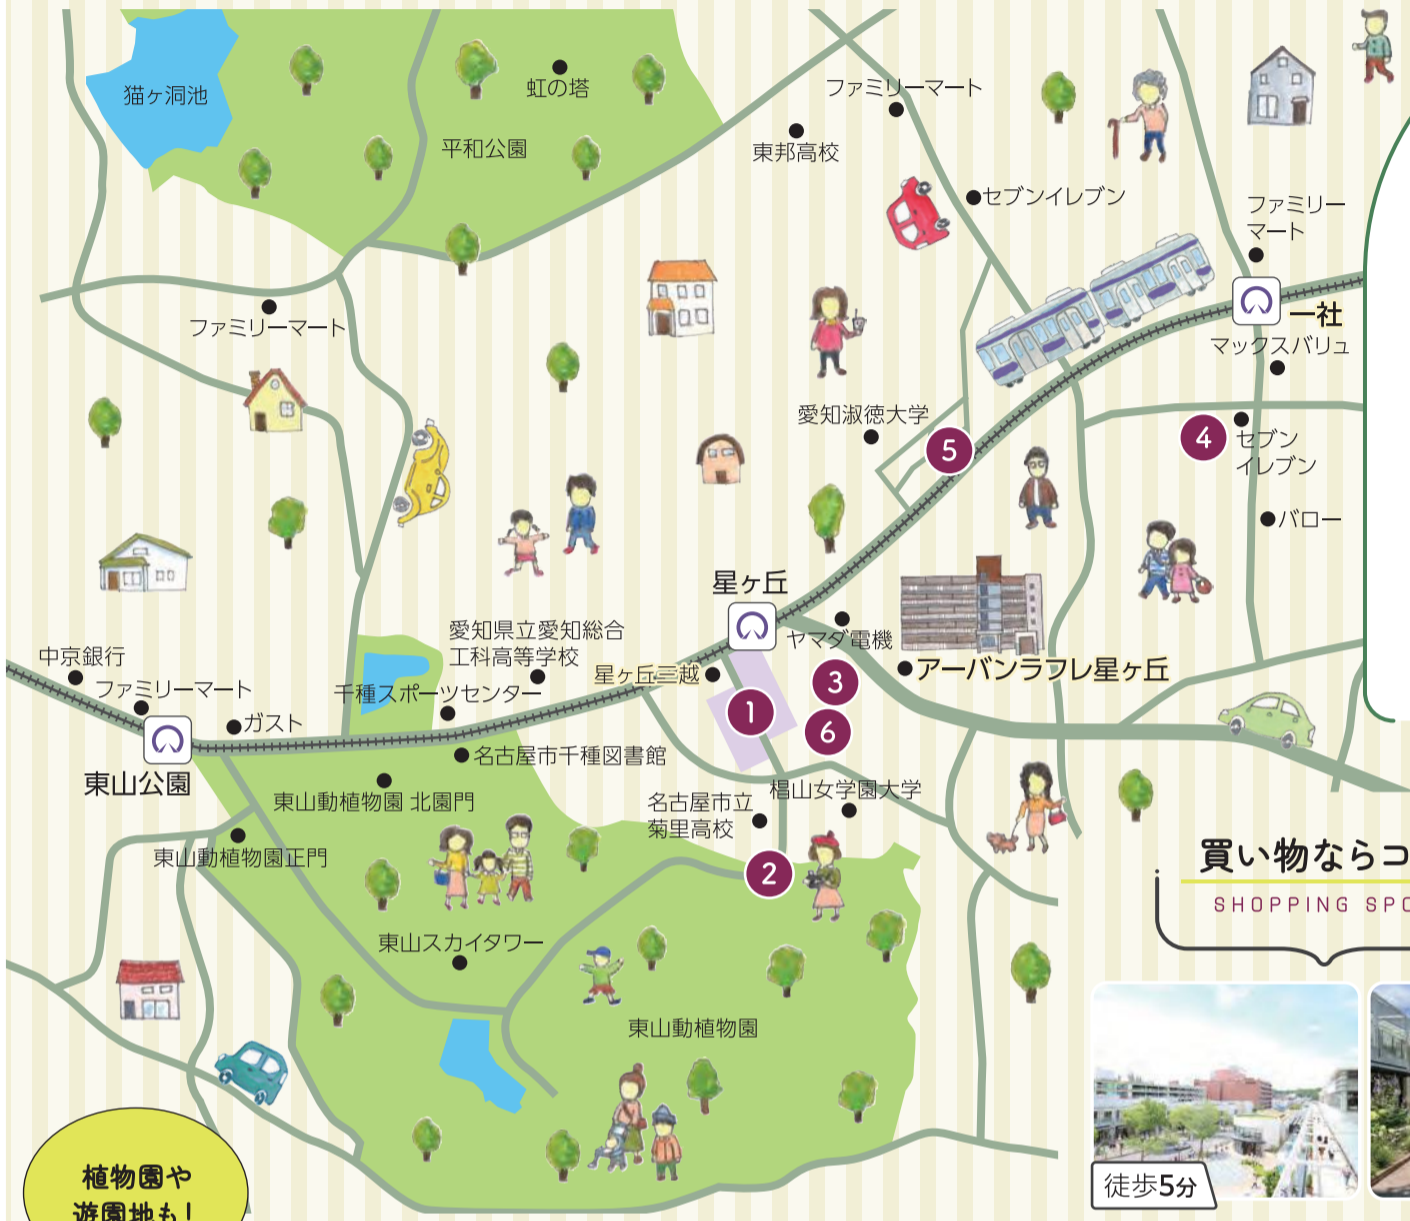 猫ヶ洞池
虹の塔
平和公園
ファミリーマート
東邦高校
セブンイレブン
ファミリー
マート
一社
マックスバリュ
ファミリーマート
愛知淑徳大学
5
4
セブン
イレブン
バロー
星ヶ丘
ヤマダ電機
アーバンラフレ星ヶ丘
愛知県立愛知総合
工科高等学校
星ヶ丘三越
中京銀行
ファミリーマート
千種スポーツセンター
ガスト
3
1
6
東山公園
名古屋市千種図書館
東山動植物園 北園門
名古屋市立
菊里高校
椙山女学園大学
東山動植物園正門
2
東山スカイタワー
東山動植物園
買い物ならコ
SHOPPING SPO
徒歩5分
植物園や
遊園地も!